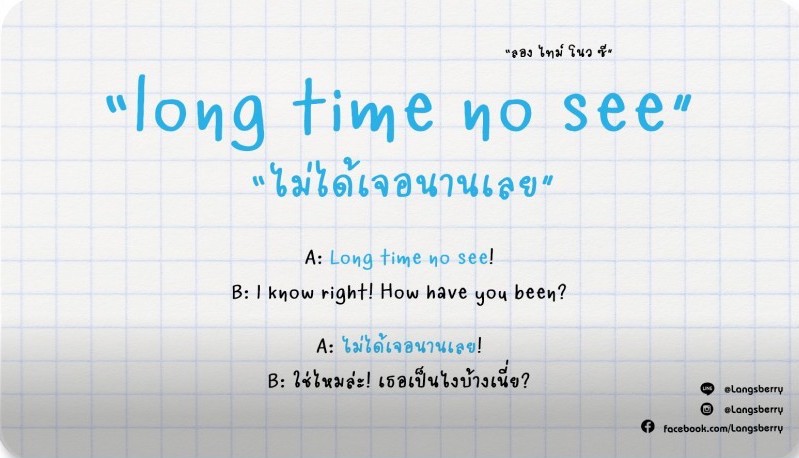 "ลอง ไทม์ โนว ซี"
"long time no see"
"ไม่ได้เจอนานเลย"
A: Long time no see!
B: I know right! How have you been?
A: ไม่ได้เจอนานเลย!
B: ใช่ไหมล่ะ! เธอเป็นไงบ้างเนี่ย?
LINE @Langsberry
@Langsberry
facebook.com/Langsberry